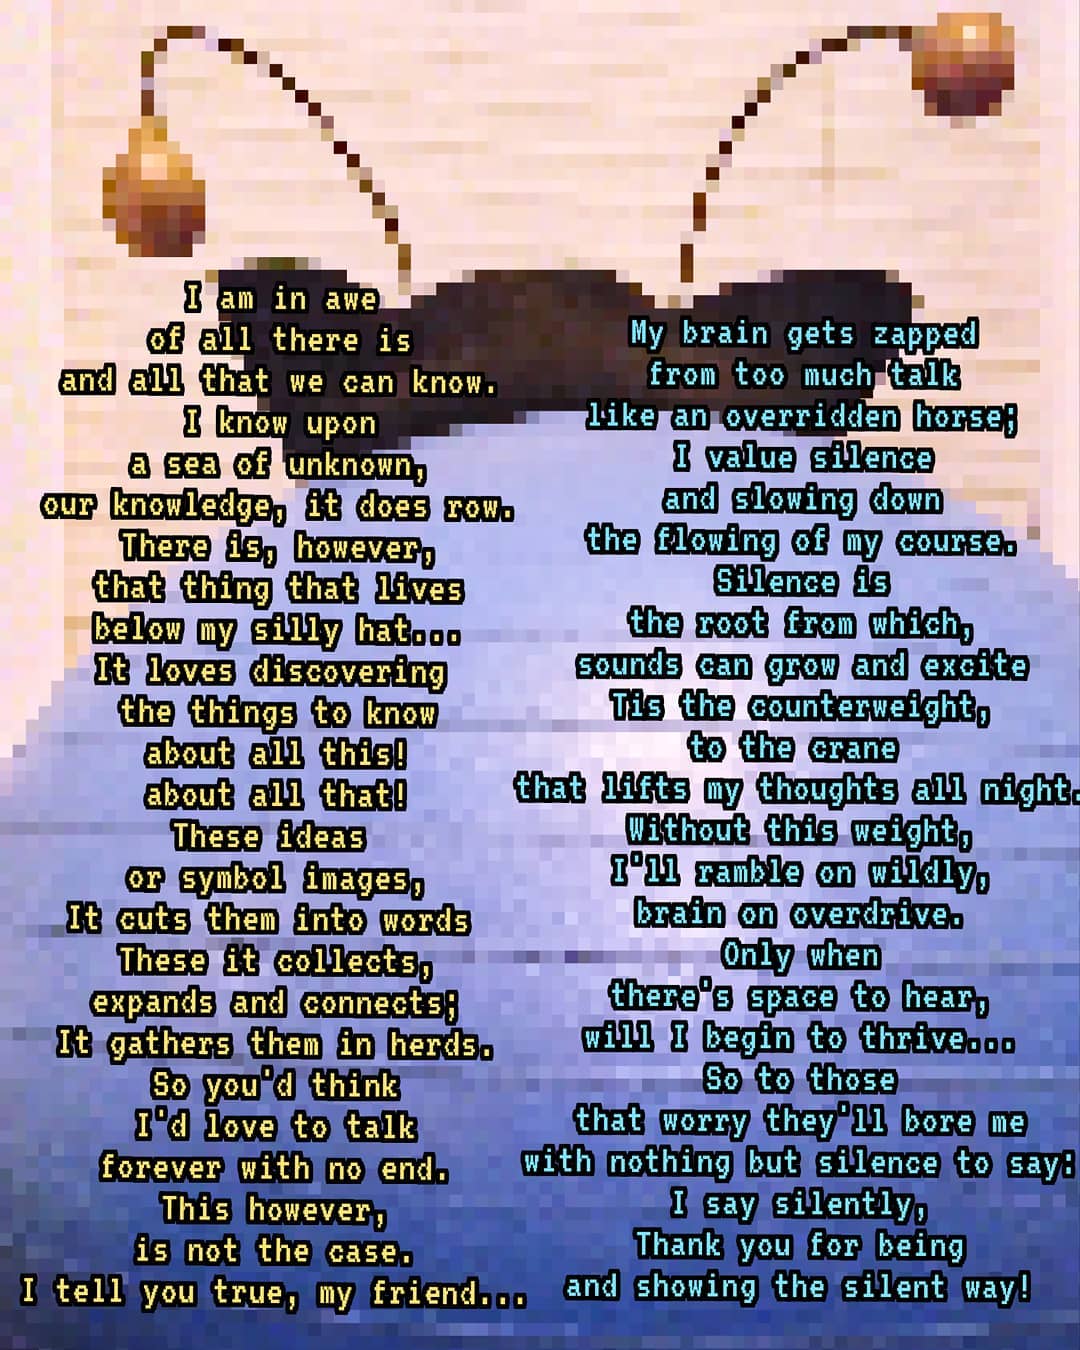 I am in awe
of all there is
and all that we can know.
I know upon
a sea of unknown,
our knowledge, it does row.
There is, however,
that thing that lives
below my silly hat...
It loves discovering
the things to know
about all this!
about all that!
These ideas
or symbol images,
It cuts them into words
These it collects,
expands and connects;
It gathers them in herds.
So you'd think
I'd love to talk
forever with no end.
This however,
is not the case.
I tell you true, my friend...
My brain gets zapped
from too much talk
like an overridden horse;
I value silence
and slowing down
the flowing of my course.
Silence is
the root from which,
sounds can grow and excite
Tis the counterweight,
to the crane
that lifts my thoughts all night.
Without this weight,
I'll ramble on wildly,
brain on overdrive.
Only when
there's space to hear,
will I begin to thrive...
So to those
that worry they'll bore me
with nothing but silence to say:
I say silently,
Thank you for being
and showing the silent way!